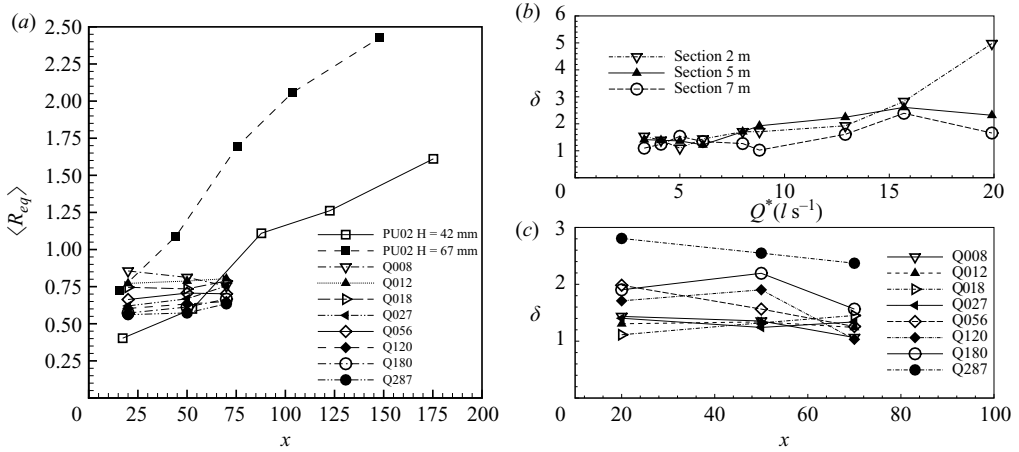 (a)
2.50
2.25
2.00
1.75
1.50
1.25
1.00
0.75
0.50
0.25
⟨R_eq⟩
0 25 50 75 100 125 150 175 200
x
PU02 H = 42 mm
PU02 H = 67 mm
Q008
Q012
Q018
Q027
Q056
Q120
Q180
Q287
(b)
6
5
4
3
2
1
δ
0 5 10 15 20
Q*(l s⁻¹)
Section 2 m
Section 5 m
Section 7 m
(c)
3
2
1
δ
0 20 40 60 80 100
x
Q008
Q012
Q018
Q027
Q056
Q120
Q180
Q287